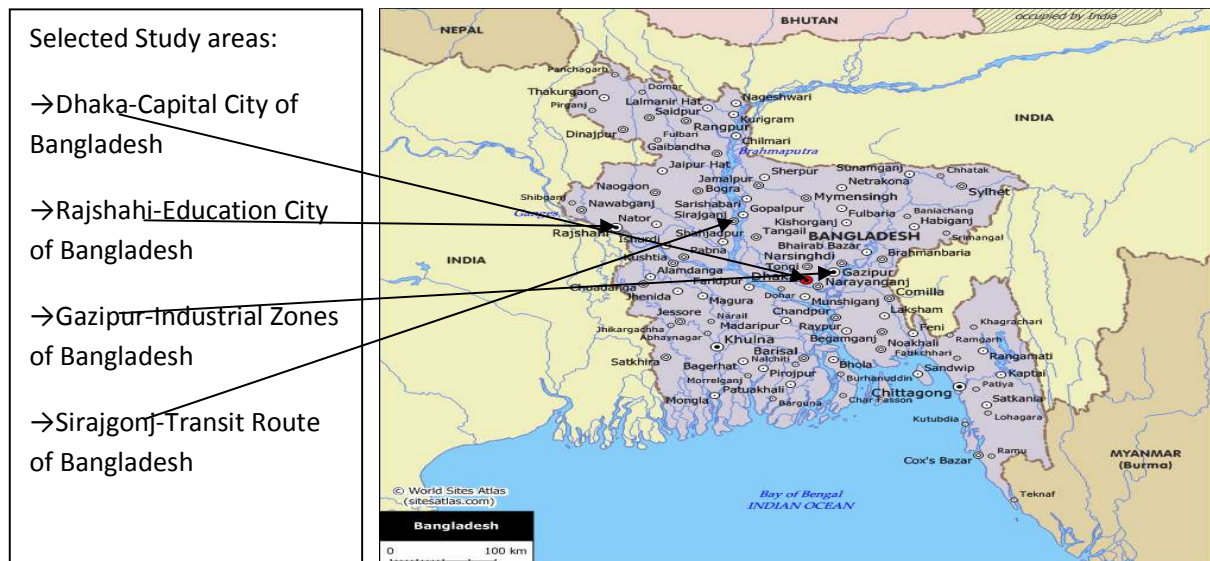 Selected Study areas:
→Dhaka-Capital City of
Bangladesh
→Rajshahi-Education City
of Bangladesh
→Gazipur-Industrial Zones
of Bangladesh
→Sirajgonj-Transit Route
of Bangladesh
NEPAL
BHUTAN
occupied by India
Panchagarh
Thakurgaon
Domar
Pirganj
Lalmanir Hat
Nageshwari
Saidpur
Kurigram
Rangpur
INDIA
Dinajpur
Fulbari
Chilmari
Gaibandha
Brahmaputra
Jaipur Hat
Sherpur
Sunamganj
Chhatak
Jamalpur
Netrakona
Naogaon
Bogra
Sylhet
Shibganj
Sarishabari
Mymensingh
Nawabganj
Gopalpur
Fulbaria
Baniachang
Ganges
Nator
Sirajganj
Kishorganj
Habiganj
Rajshahi
Shahjadpur
Tangail
BANGLADESH
Srimangal
Ishurdi
Pabna
Bhairab Bazar
INDIA
Kushtia
Narsinghdi
Brahmanbaria
Alamdanga
Tongi
Gazipur
Chuadanga
Faridpur
Dhaka
Narayanganj
Jhenida
Dohar
Comilla
Magura
Munshiganj
Jessore
Narail
Chandpur
Laksham
Khagrachari
Jhikargachha
Madaripur
Raypur
Feni
Ramgarh
Abhaynagar
Begamganj
Khulna
Noakhali
Rangamati
Satkhira
Barisal
Fatikchhari
Bagerhat
Nalchiti
Bhola
Sandwip
Kaptai
Morrelganj
Pirojpur
Burhanuddin
Patuakhali
Chittagong
Patiya
Mongla
Barguna
Char Fasson
Satkania
Kutubdia
Lohagara
Cox's Bazar
Ramu
MYANMAR
(Burma)
© World Sites Atlas
(sitesatlas.com)
Bay of Bengal
INDIAN OCEAN
Teknaf
Bangladesh
0 100 km